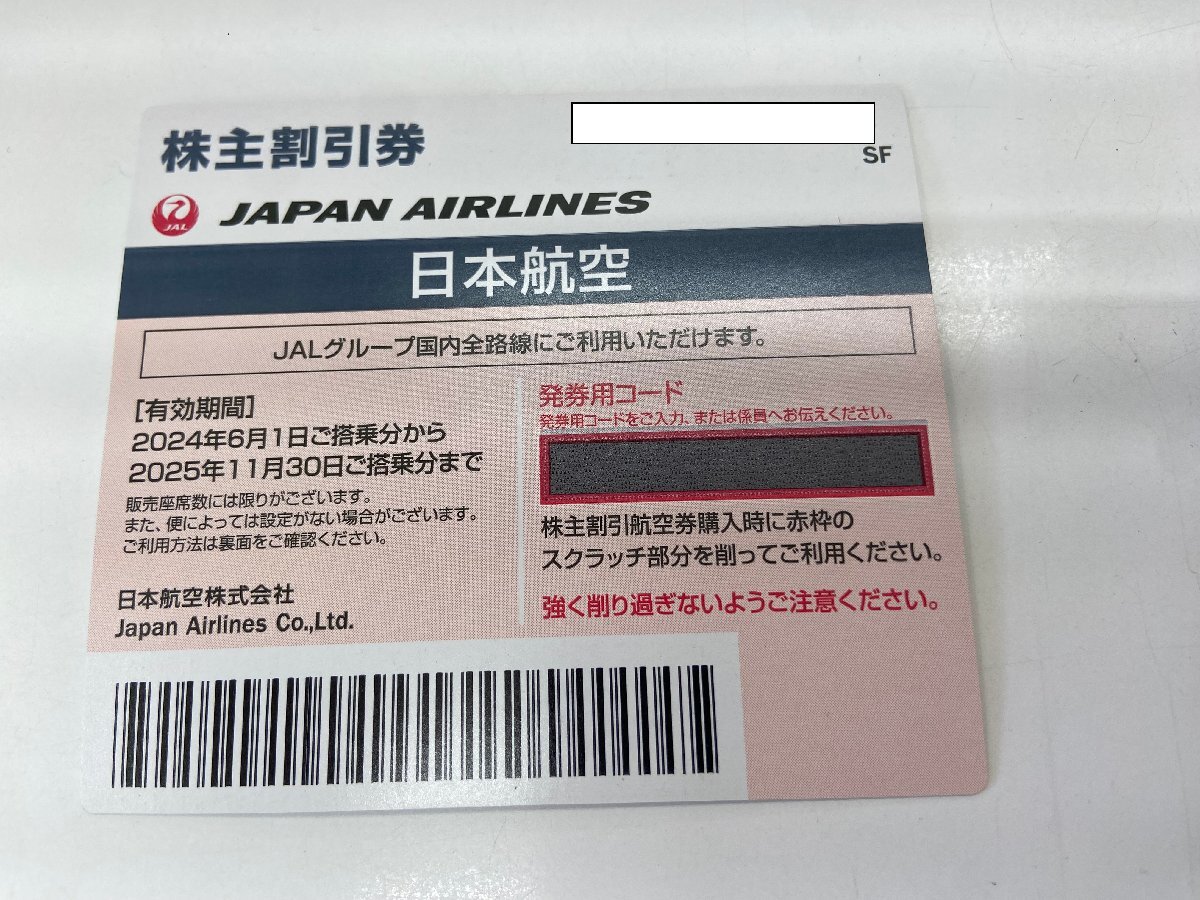 株主割引券
SF
JAL
JAPAN AIRLINES
日本航空
JALグループ国内全路線にご利用いただけます。
[有効期間]
2024年6月1日ご搭乗分から
2025年11月30日ご搭乗分まで
販売座席数には限りがございます。
また、便によっては設定がない場合がございます。
ご利用方法は裏面をご確認ください。
日本航空株式会社
Japan Airlines Co.,Ltd.
発券用コード
発券用コードをご入力、または係員へお伝えください。
株主割引航空券購入時に赤枠の
スクラッチ部分を削ってご利用ください。
強く削り過ぎないようご注意ください。